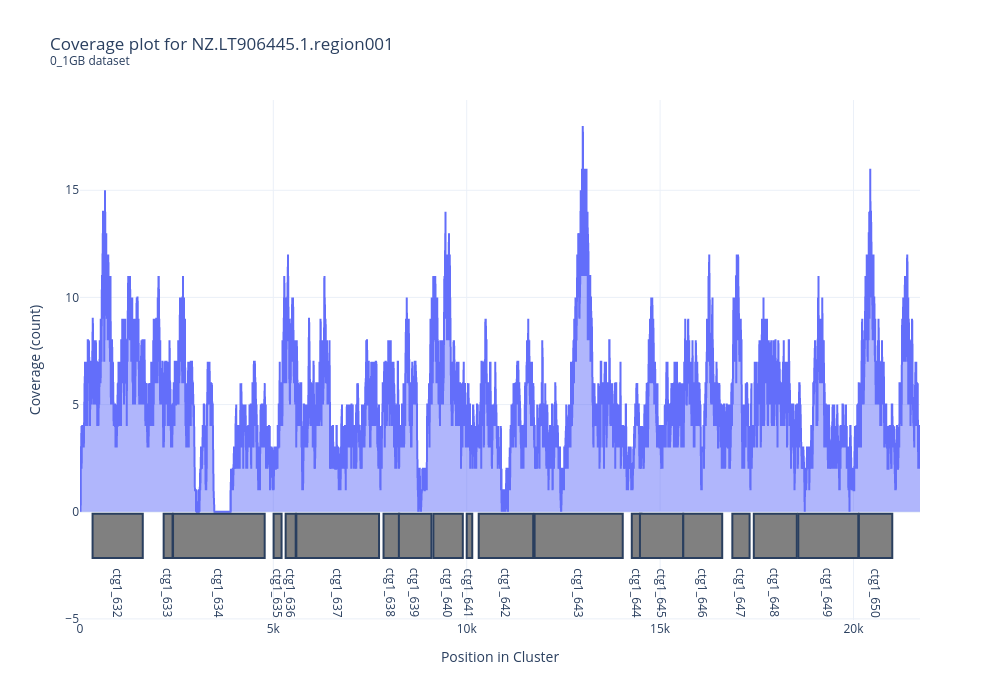 Coverage plot for NZ.LT906445.1.region001
0_1GB dataset
Coverage (count)
15
10
5
0
−5
ctg1_632
ctg1_633
ctg1_634
ctg1_635
ctg1_636
ctg1_637
ctg1_638
ctg1_639
ctg1_640
ctg1_641
ctg1_642
ctg1_643
ctg1_644
ctg1_645
ctg1_646
ctg1_647
ctg1_648
ctg1_649
ctg1_650
0 5k 10k 15k 20k
Position in Cluster